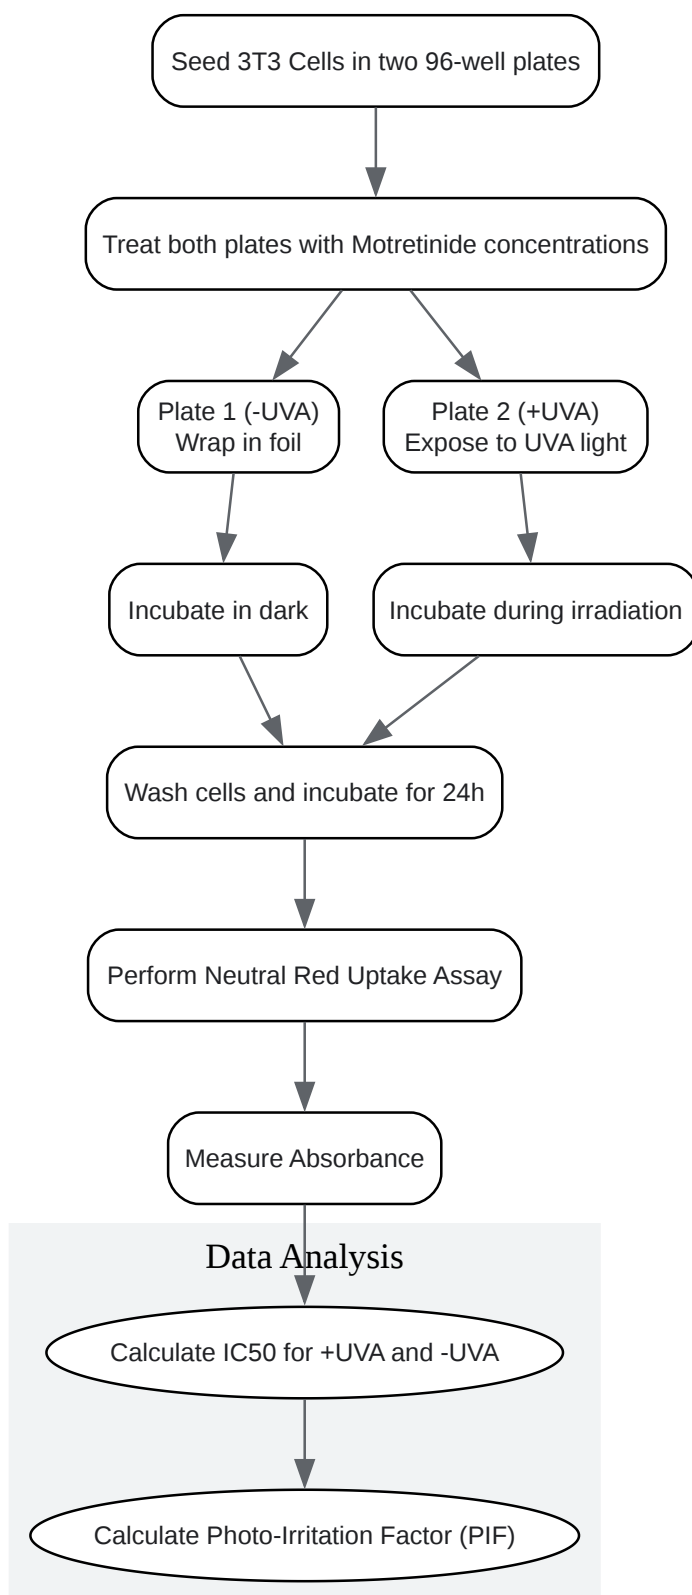 Seed 3T3 Cells in two 96-well plates
Treat both plates with Motretinide concentrations
Plate 1 (-UVA)
Wrap in foil
Plate 2 (+UVA)
Expose to UVA light
Incubate in dark
Incubate during irradiation
Wash cells and incubate for 24h
Perform Neutral Red Uptake Assay
Measure Absorbance
Data Analysis
Calculate IC50 for +UVA and -UVA
Calculate Photo-Irritation Factor (PIF)